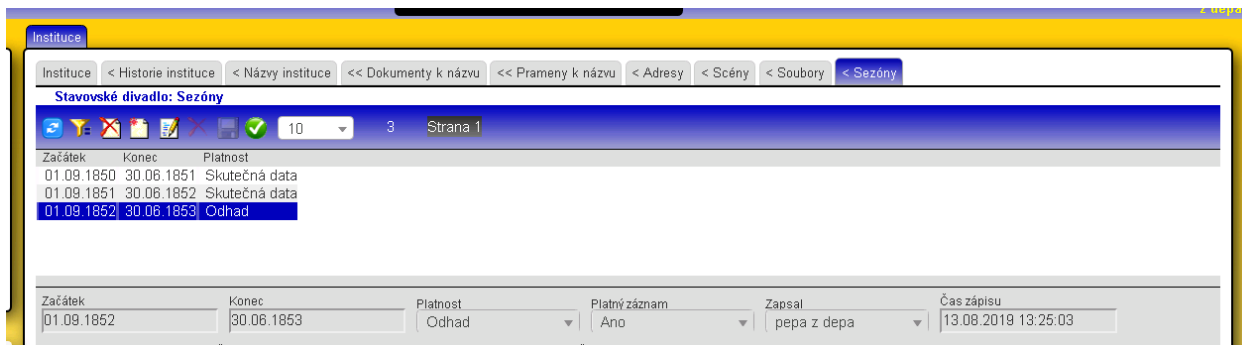 z depa
Instituce
Instituce < Historie instituce < Názvy instituce << Dokumenty k názvu << Prameny k názvu < Adresy < Scény < Soubory < Sezóny
Stavovské divadlo: Sezóny
10 3 Strana 1
Začátek Konec Platnost
01.09.1850 30.06.1851 Skutečná data
01.09.1851 30.06.1852 Skutečná data
01.09.1852 30.06.1853 Odhad
Začátek Konec Platnost Platný záznam Zapsal Čas zápisu
01.09.1852 30.06.1853 Odhad Ano pepa z depa 13.08.2019 13:25:03